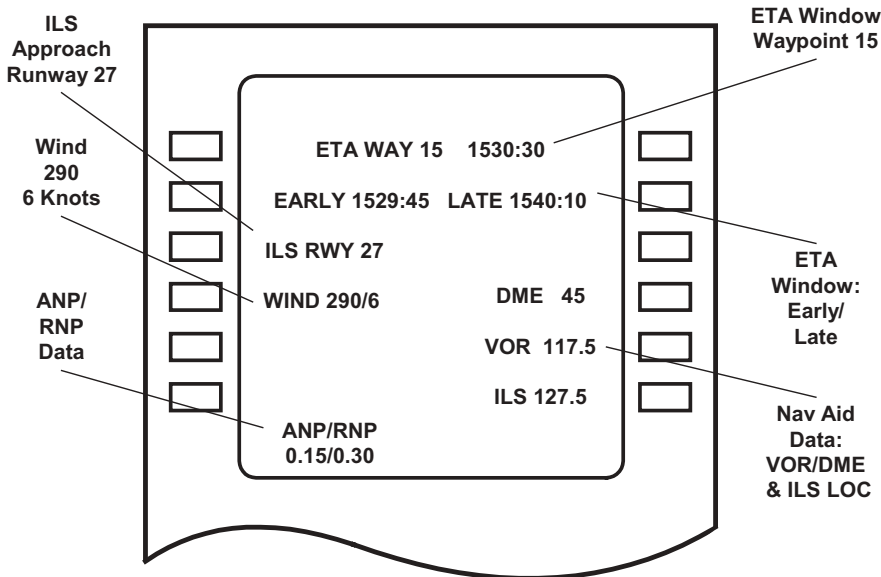 ILS
Approach
Runway 27
Wind
290
6 Knots
ANP/
RNP
Data
ETA WAY 15 1530:30
EARLY 1529:45 LATE 1540:10
ILS RWY 27
WIND 290/6
DME 45
VOR 117.5
ILS 127.5
ANP/RNP
0.15/0.30
ETA Window
Waypoint 15
ETA
Window:
Early/
Late
Nav Aid
Data:
VOR/DME
& ILS LOC